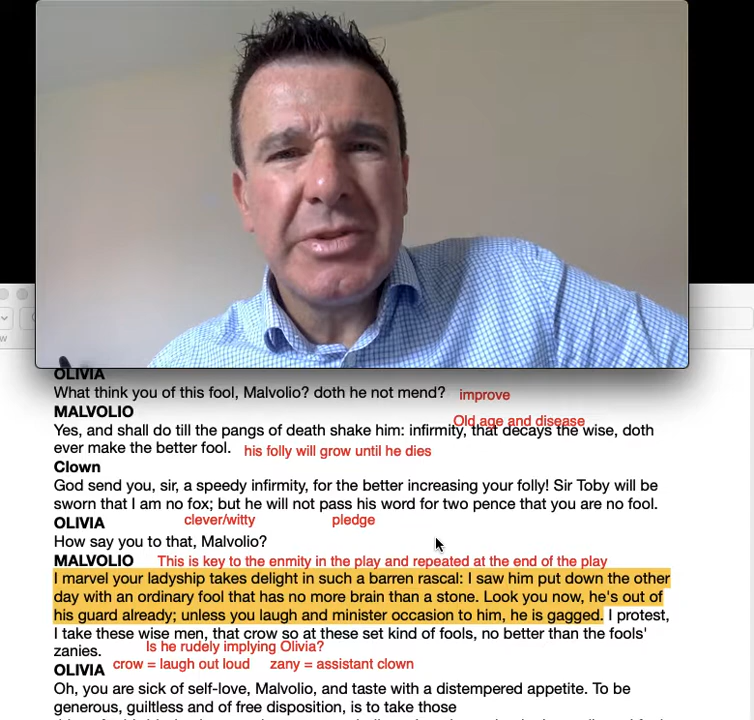 OLIVIA
What think you of this fool, Malvolio? doth he not mend? improve
MALVOLIO
Old age and disease
Yes, and shall do till the pangs of death shake him: infirmity, that decays the wise, doth
ever make the better fool. his folly will grow until he dies
Clown
God send you, sir, a speedy infirmity, for the better increasing your folly! Sir Toby will be
sworn that I am no fox; but he will not pass his word for two pence that you are no fool.
OLIVIA clever/witty pledge
How say you to that, Malvolio?
MALVOLIO This is key to the enmity in the play and repeated at the end of the play
I marvel your ladyship takes delight in such a barren rascal: I saw him put down the other
day with an ordinary fool that has no more brain than a stone. Look you now, he's out of
his guard already; unless you laugh and minister occasion to him, he is gagged. I protest,
I take these wise men, that crow so at these set kind of fools, no better than the fools'
zanies. Is he rudely implying Olivia?
OLIVIA crow = laugh out loud zany = assistant clown
Oh, you are sick of self-love, Malvolio, and taste with a distempered appetite. To be
generous, guiltless and of free disposition, is to take those